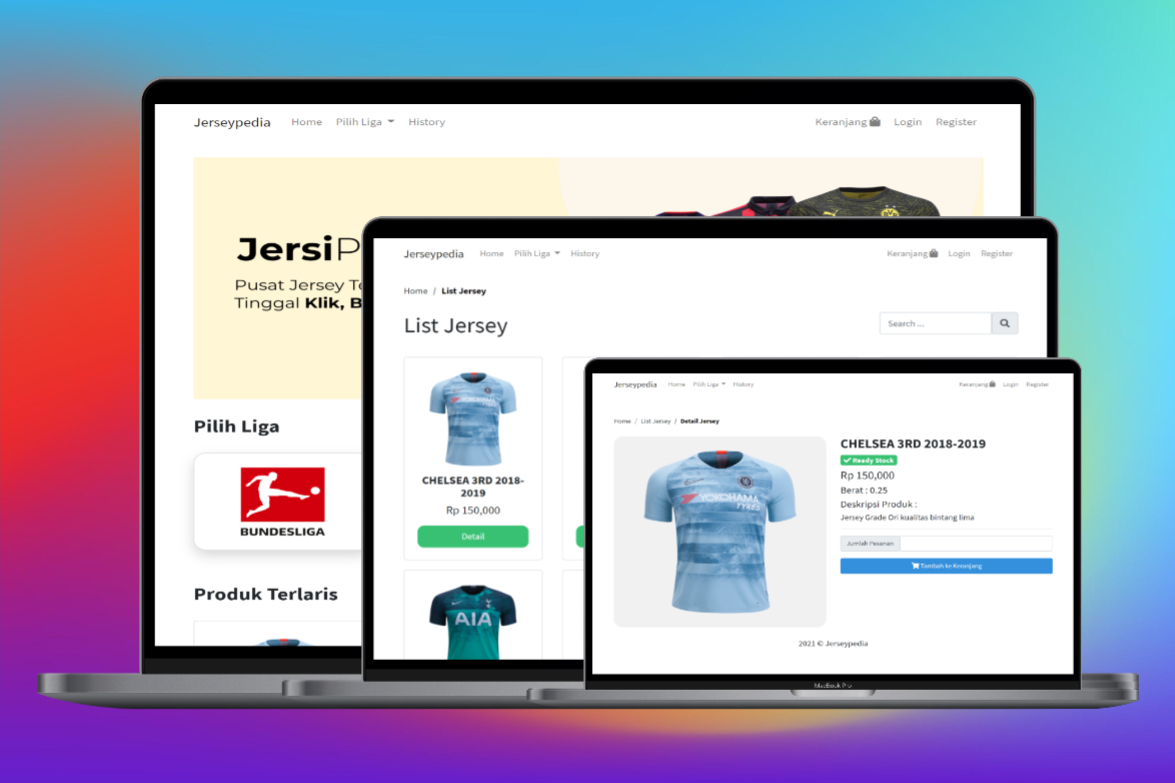 Jerseypedia Home Pilih Liga History Keranjang Login Register
JersiP
Pusat Jersey Te
Tinggal Klik, B
Pilih Liga
BUNDESLIGA
Produk Terlaris
Jerseypedia Home Pilih Liga History Keranjang Login Register
Home / List Jersey
List Jersey
Search ...
YOKOHAMA
CHELSEA 3RD 2018-
2019
Rp 150,000
Detail
AIA
Jerseypedia Home Pilih Liga History Keranjang Login Register
Home / List Jersey / Detail Jersey
YOKOHAMA
TYRES
CHELSEA 3RD 2018-2019
Ready Stock
Rp 150,000
Berat : 0.25
Deskripsi Produk :
Jersey Grade Ori kualitas bintang lima
Jumlah Pesanan
Tambah ke Keranjang
2021 © Jerseypedia
MacBook Pro